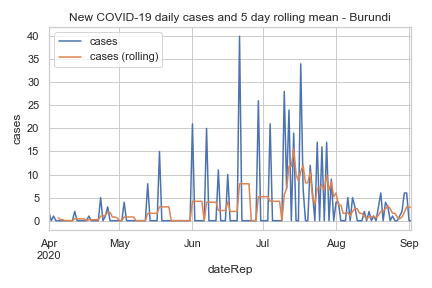 New COVID-19 daily cases and 5 day rolling mean - Burundi
cases
cases (rolling)
40
35
30
25
20
15
10
5
0
cases
Apr
2020
May
Jun
Jul
Aug
Sep
dateRep